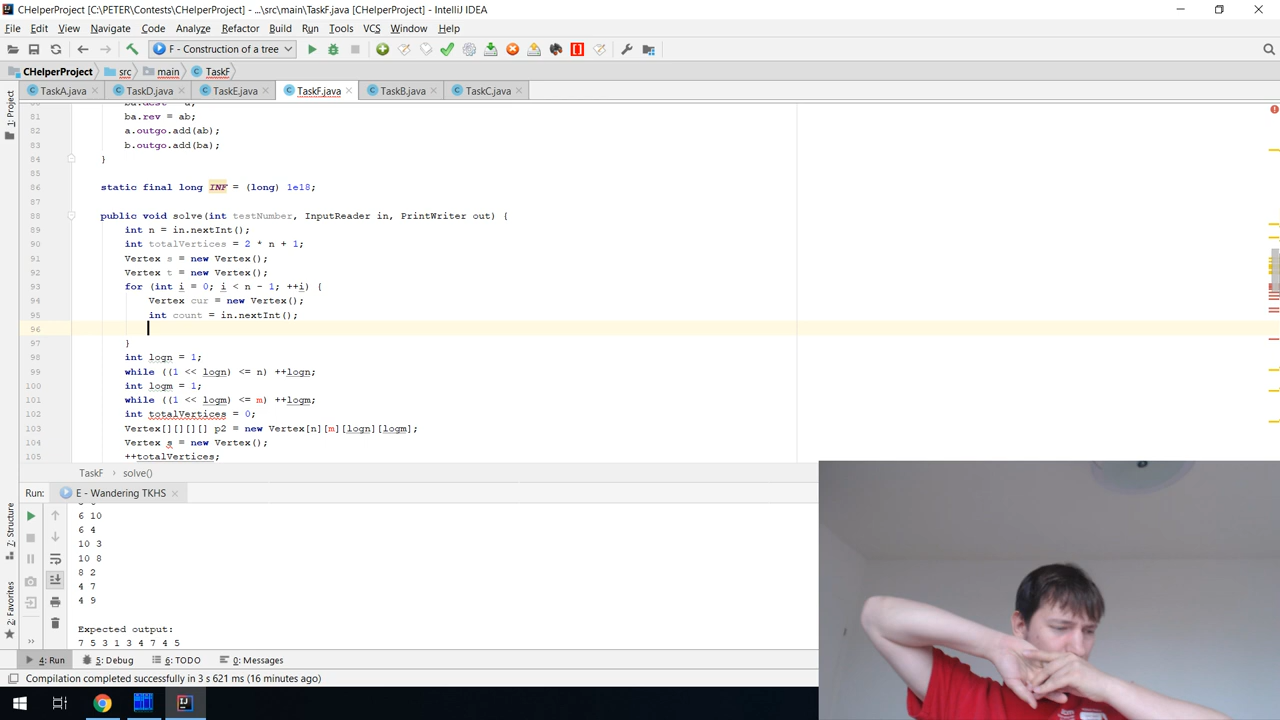 CHelperProject [C:\PETER\Contests\CHelperProject] - ...\src\main\TaskF.java [CHelperProject] - IntelliJ IDEA
File Edit View Navigate Code Analyze Refactor Build Run Tools VCS Window Help
F - Construction of a tree
CHelperProject src main TaskF
TaskA.java TaskD.java TaskE.java TaskF.java TaskB.java TaskC.java
1: Project
81 ba.rev = ab;
82 a.outgo.add(ab);
83 b.outgo.add(ba);
84 }
85
86 static final long INF = (long) 1e18;
87
88 public void solve(int testNumber, InputReader in, PrintWriter out) {
89 int n = in.nextInt();
90 int totalVertices = 2 * n + 1;
91 Vertex s = new Vertex();
92 Vertex t = new Vertex();
93 for (int i = 0; i < n - 1; ++i) {
94 Vertex cur = new Vertex();
95 int count = in.nextInt();
96
97 }
98 int logn = 1;
99 while ((1 << logn) <= n) ++logn;
100 int logm = 1;
101 while ((1 << logm) <= m) ++logm;
102 int totalVertices = 0;
103 Vertex[][][][] p2 = new Vertex[n][m][logn][logm];
104 Vertex s = new Vertex();
105 ++totalVertices;
TaskF solve()
Run: E - Wandering TKHS
7: Structure
2: Favorites
6 10
6 4
10 3
10 8
8 2
4 7
4 9
Expected output:
7 5 3 1 3 4 7 4 5
4: Run 5: Debug 6: TODO 0: Messages
Compilation completed successfully in 3 s 621 ms (16 minutes ago)